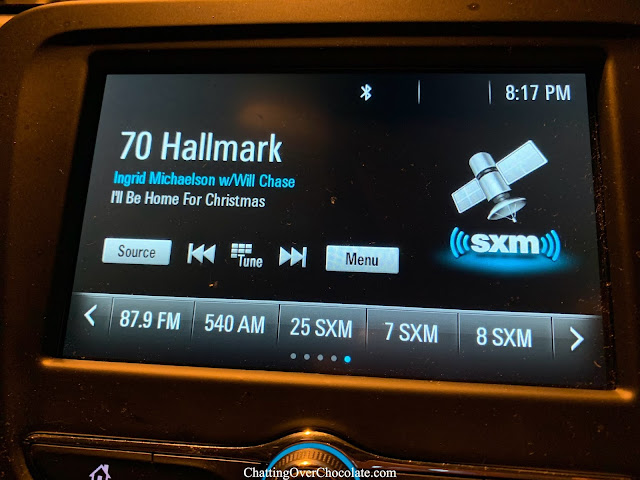 8:17 PM
70 Hallmark
Ingrid Michaelson w/Will Chase
I'll Be Home For Christmas
sxm
Source
Tune
Menu
87.9 FM
540 AM
25 SXM
7 SXM
8 SXM
ChattingOverChocolate.com